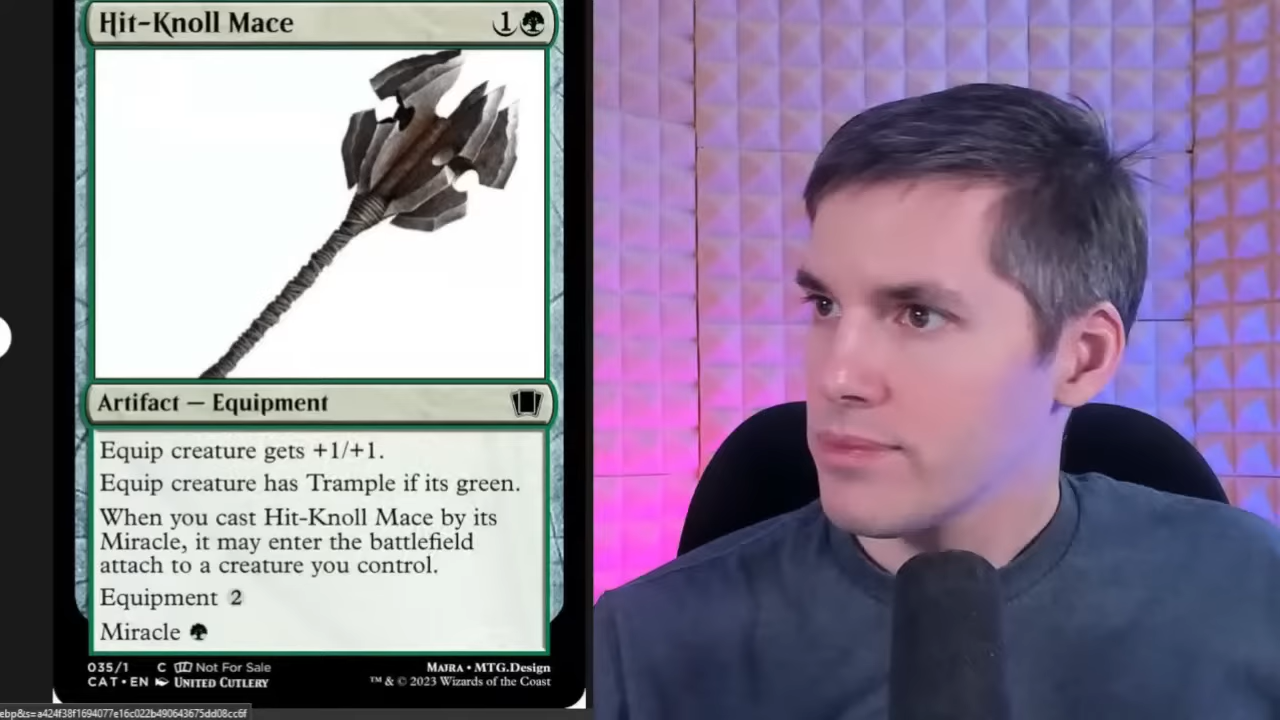 Hit-Knoll Mace 1
Artifact — Equipment
Equip creature gets +1/+1.
Equip creature has Trample if its green.
When you cast Hit-Knoll Mace by its
Miracle, it may enter the battlefield
attach to a creature you control.
Equipment 2
Miracle
035/1 C Not For Sale
MAJRA • MTG.Design
CAT • EN UNITED CUTLERY
™ & © 2023 Wizards of the Coast
ebp&s=a424f38f1694077e16c022b490643675dd08cc6f